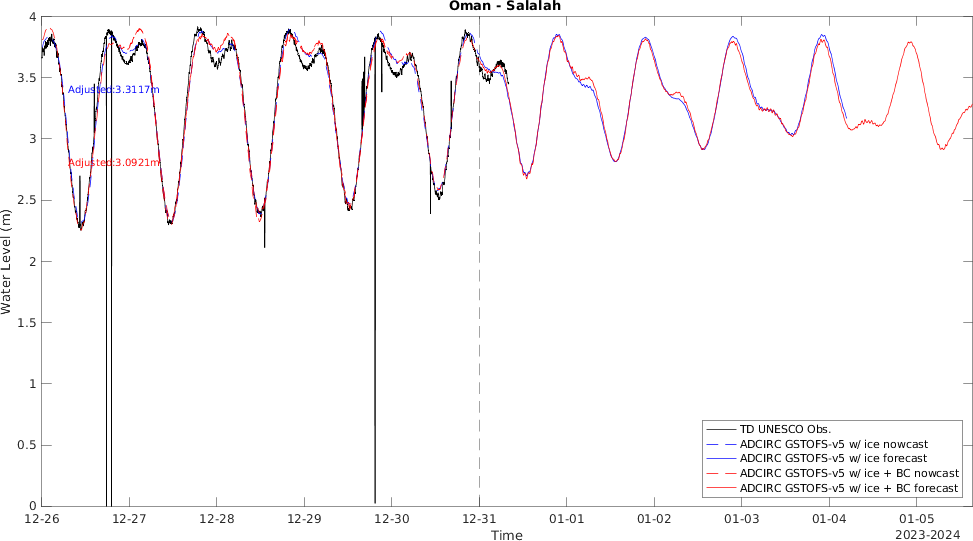 Oman - Salalah
4
3.5
3
2.5
2
1.5
1
0.5
0
Water Level (m)
Adjusted:3.3117m
Adjusted:3.0921m
TD UNESCO Obs.
ADCIRC GSTOFS-v5 w/ ice nowcast
ADCIRC GSTOFS-v5 w/ ice forecast
ADCIRC GSTOFS-v5 w/ ice + BC nowcast
ADCIRC GSTOFS-v5 w/ ice + BC forecast
12-26 12-27 12-28 12-29 12-30 12-31 01-01 01-02 01-03 01-04 01-05
Time
2023-2024